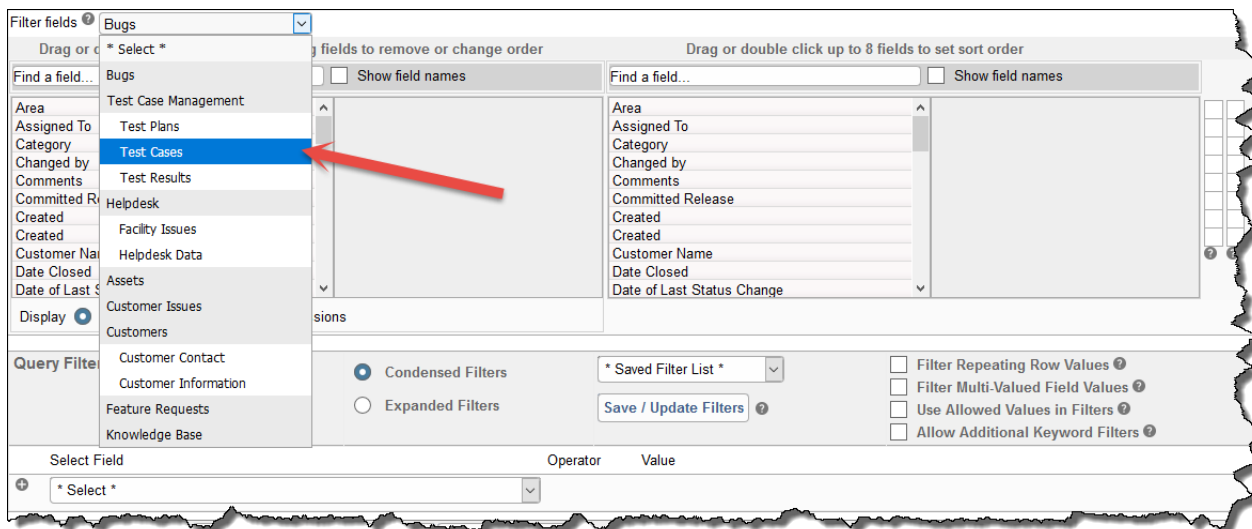 Filter fields Bugs
Drag or fields to remove or change order
Drag or double click up to 8 fields to set sort order
* Select *
Bugs
Test Case Management
Test Plans
Test Cases
Test Results
Helpdesk
Facility Issues
Helpdesk Data
Assets
Customer Issues
Customers
Customer Contact
Customer Information
Feature Requests
Knowledge Base
Find a field... Show field names
Area
Assigned To
Category
Changed by
Comments
Committed
Created
Created
Customer
Date Closed
Date of Last
Find a field... Show field names
Area
Assigned To
Category
Changed by
Comments
Committed Release
Created
Created
Customer Name
Date Closed
Date of Last Status Change
Display
Query
Condensed Filters
Expanded Filters
* Saved Filter List *
Save / Update Filters
Filter Repeating Row Values
Filter Multi-Valued Field Values
Use Allowed Values in Filters
Allow Additional Keyword Filters
Select Field Operator Value
* Select *